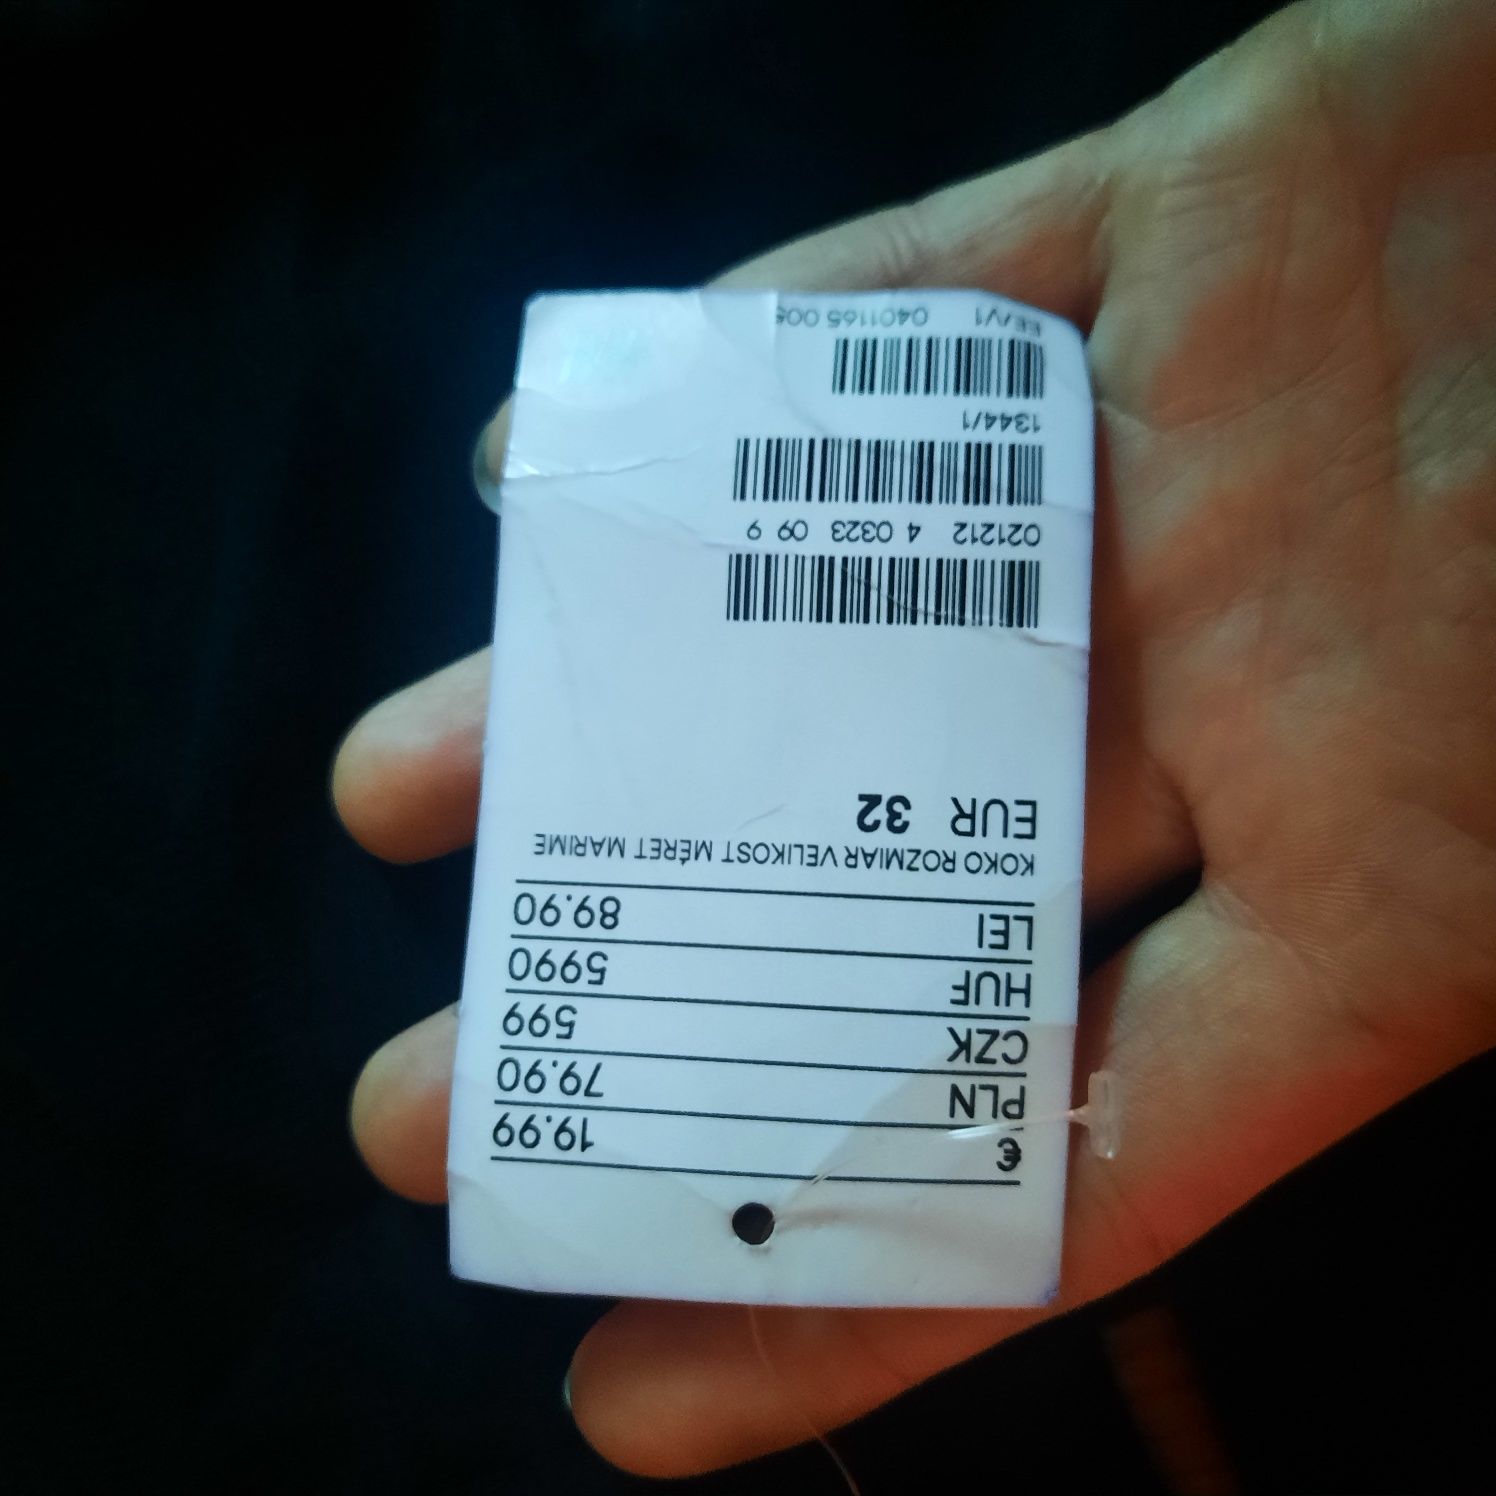 € 19.99
PLN 79.90
CZK 599
HUF 5990
LEI 89.90
KOKO ROZMIAR VELIKOST MÉRET MARIME
EUR 32
021212 4 0323 09 9
1344/1
EE/V1 0401165 005